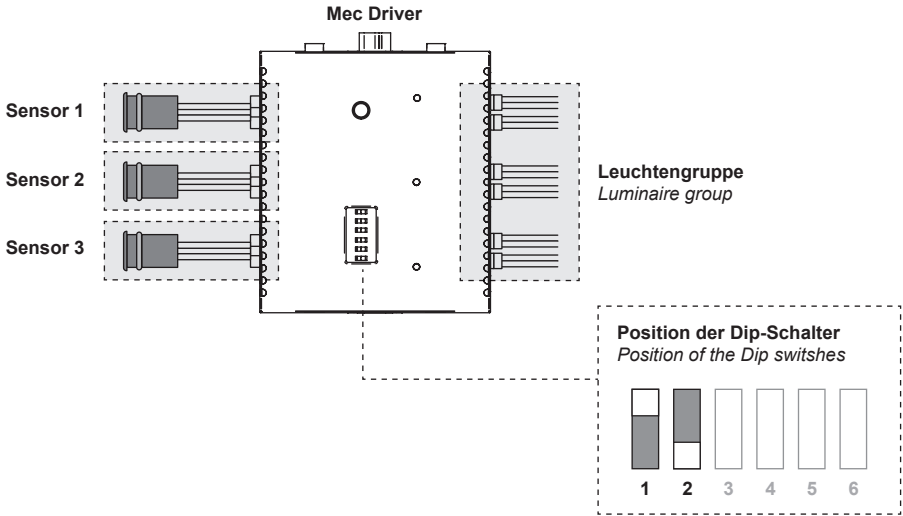 Mec Driver
Sensor 1
Sensor 2
Sensor 3
Leuchtengruppe
Luminaire group
Position der Dip-Schalter
Position of the Dip switshes
1 2 3 4 5 6